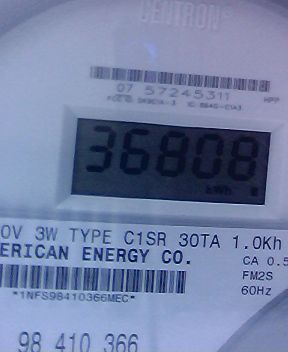 CENTRON
07 57245311
36808
kWh
0V 3W TYPE C1SR 30TA 1.0Kh
ERICAN ENERGY CO.
CA 0.5
FM2S
*1NFS98410366MEC*
60Hz
98 410 366